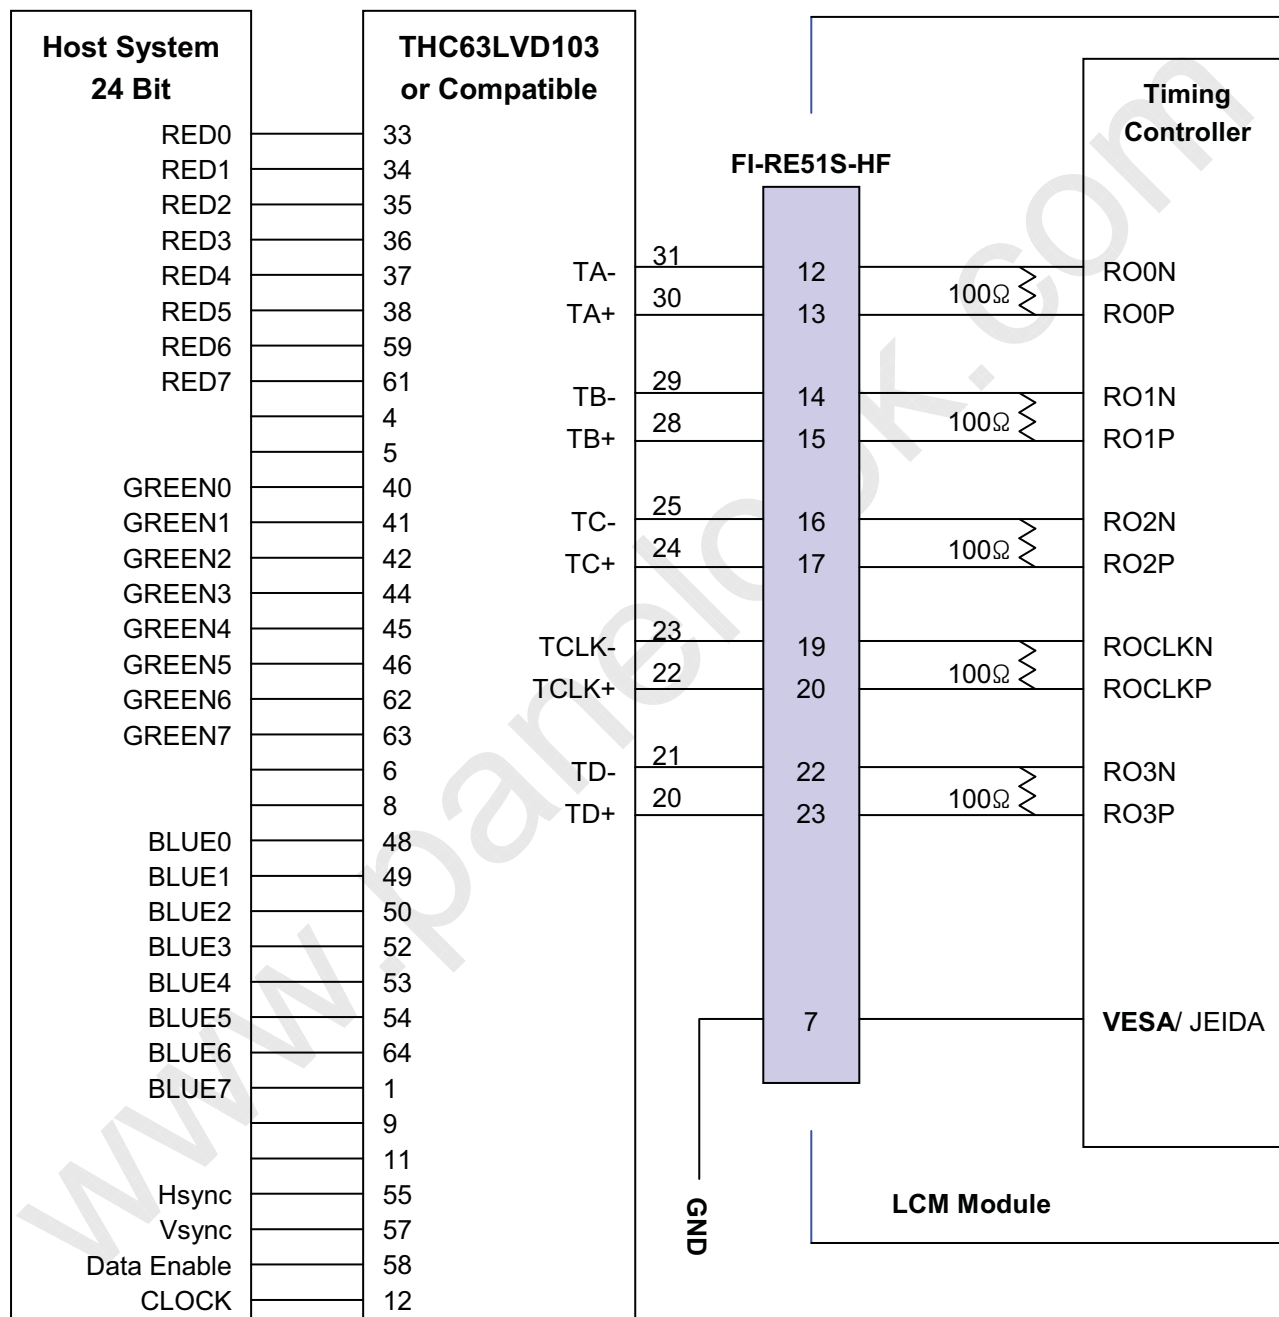 Host System
24 Bit
RED0
RED1
RED2
RED3
RED4
RED5
RED6
RED7
GREEN0
GREEN1
GREEN2
GREEN3
GREEN4
GREEN5
GREEN6
GREEN7
BLUE0
BLUE1
BLUE2
BLUE3
BLUE4
BLUE5
BLUE6
BLUE7
Hsync
Vsync
Data Enable
CLOCK
THC63LVD103
or Compatible
33
34
35
36
37
38
59
61
4
5
40
41
42
44
45
46
62
63
6
8
48
49
50
52
53
54
64
1
9
11
55
57
58
12
TA-
TA+
TB-
TB+
TC-
TC+
TCLK-
TCLK+
TD-
TD+
31
30
29
28
25
24
23
22
21
20
FI-RE51S-HF
12
13
14
15
16
17
19
20
22
23
7
GND
100Ω
100Ω
100Ω
100Ω
100Ω
Timing
Controller
RO0N
RO0P
RO1N
RO1P
RO2N
RO2P
ROCLKN
ROCLKP
RO3N
RO3P
VESA/ JEIDA
LCM Module
www.panelook.com